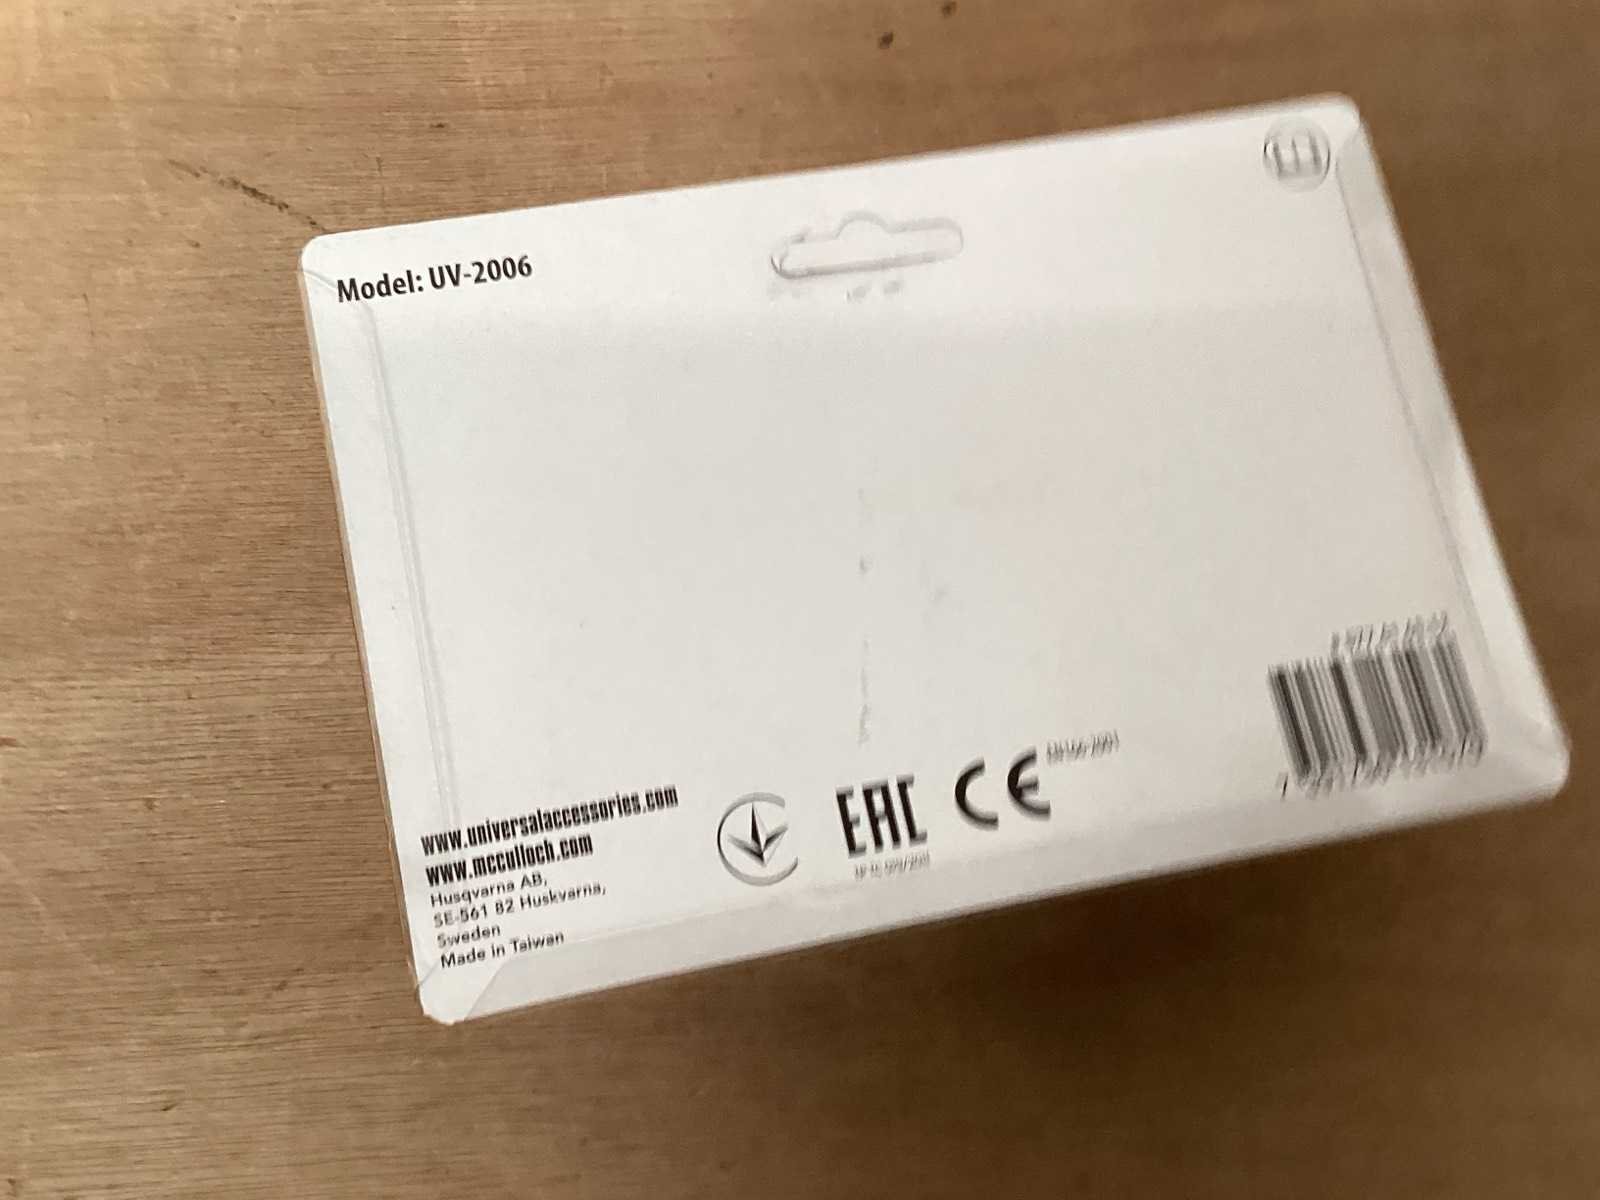 Model: UV-2006
www.universalaccessories.com
www.mcculloch.com
Husqvarna AB,
SE-561 82 Huskvarna,
Sweden
Made in Taiwan
EAC
CE